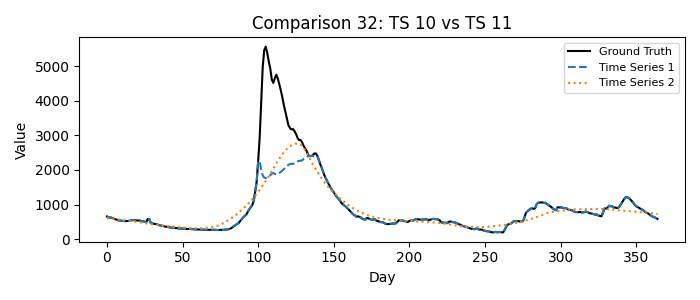 Comparison 32: TS 10 vs TS 11
Value
5000
4000
3000
2000
1000
0
Ground Truth
Time Series 1
Time Series 2
0 50 100 150 200 250 300 350
Day